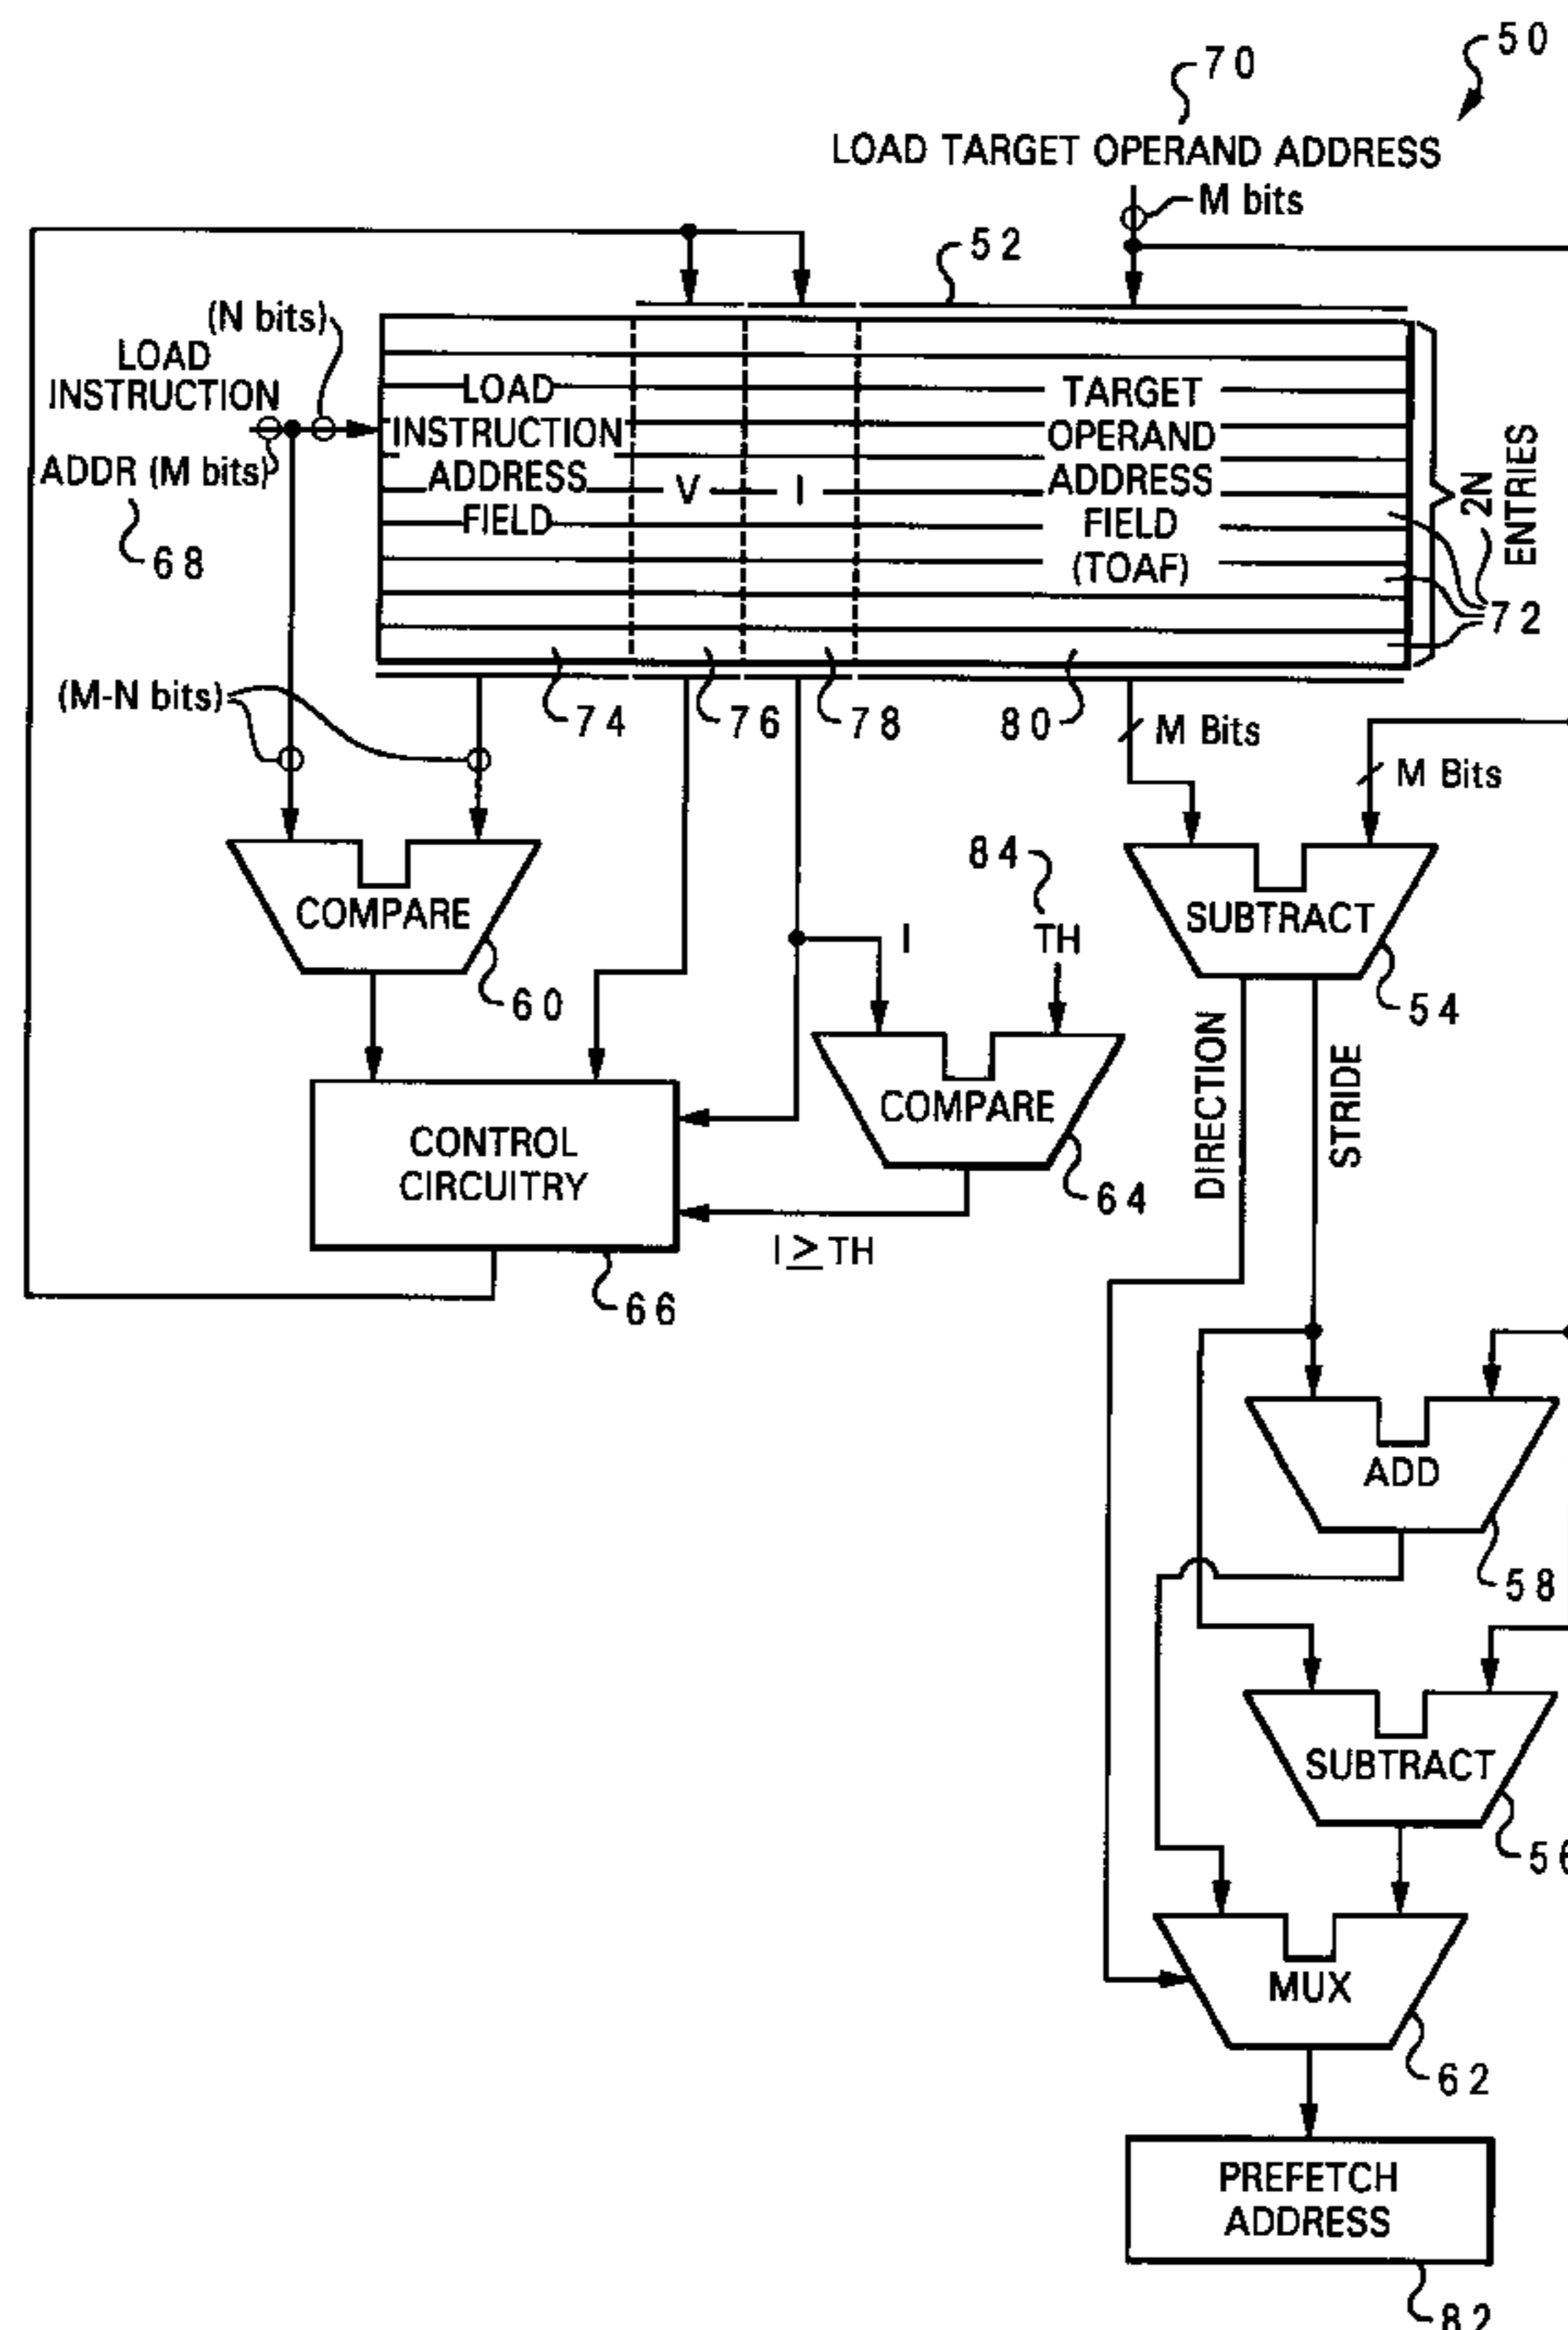 50
70
LOAD TARGET OPERAND ADDRESS
M bits
52
(N bits)
LOAD
INSTRUCTION
ADDR (M bits)
68
LOAD
INSTRUCTION
ADDRESS
FIELD
V
I
TARGET
OPERAND
ADDRESS
FIELD
(TOAF)
2N
ENTRIES
72
(M-N bits)
74
76
78
80
M Bits
M Bits
COMPARE
60
84
I
TH
SUBTRACT
54
COMPARE
64
DIRECTION
STRIDE
CONTROL
CIRCUITRY
I ≥ TH
66
ADD
58
SUBTRACT
MUX
62
PREFETCH
ADDRESS
82